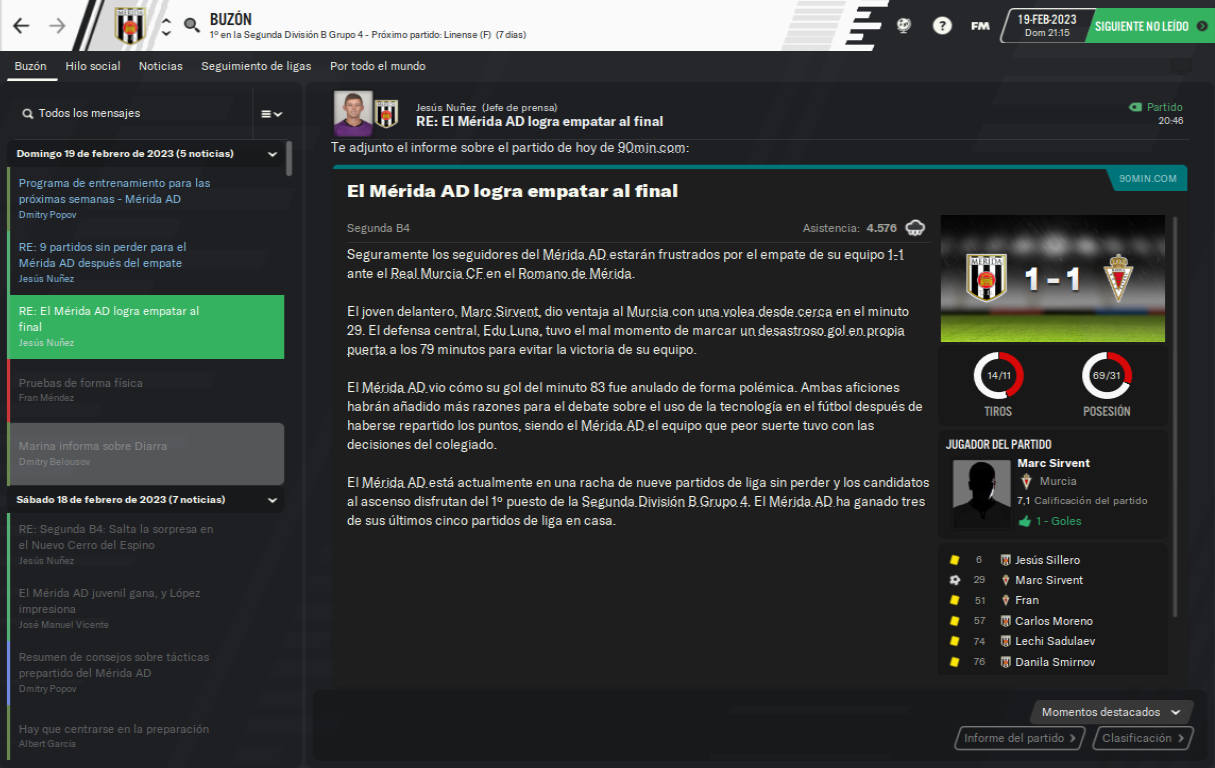 BUZÓN
1º en la Segunda División B Grupo 4 - Próximo partido: Linense (F) (7 días)
FM
19-FEB-2023
Dom 21:15
SIGUIENTE NO LEÍDO
Buzón
Hilo social
Noticias
Seguimiento de ligas
Por todo el mundo
Todos los mensajes
Domingo 19 de febrero de 2023 (5 noticias)
Programa de entrenamiento para las
próximas semanas - Mérida AD
Dmitry Popov
RE: 9 partidos sin perder para el
Mérida AD después del empate
Jesús Nuñez
RE: El Mérida AD logra empatar al
final
Jesús Nuñez
Pruebas de forma física
Fran Méndez
Marina informa sobre Diarra
Dmitry Belousov
Sábado 18 de febrero de 2023 (7 noticias)
RE: Segunda B4: Salta la sorpresa en
el Nuevo Cerro del Espino
Jesús Nuñez
El Mérida AD juvenil gana, y López
impresiona
José Manuel Vicente
Resumen de consejos sobre tácticas
prepartido del Mérida AD
Dmitry Popov
Hay que centrarse en la preparación
Albert García
Jesús Nuñez (Jefe de prensa)
RE: El Mérida AD logra empatar al final
Partido
20:46
Te adjunto el informe sobre el partido de hoy de 90min.com:
90MIN.COM
El Mérida AD logra empatar al final
Segunda B4
Asistencia: 4.576
Seguramente los seguidores del Mérida AD estarán frustrados por el empate de su equipo 1-1
ante el Real Murcia CF en el Romano de Mérida.
El joven delantero, Marc Sirvent, dio ventaja al Murcia con una volea desde cerca en el minuto
29. El defensa central, Edu Luna, tuvo el mal momento de marcar un desastroso gol en propia
puerta a los 79 minutos para evitar la victoria de su equipo.
El Mérida AD vio cómo su gol del minuto 83 fue anulado de forma polémica. Ambas aficiones
habrán añadido más razones para el debate sobre el uso de la tecnología en el fútbol después de
haberse repartido los puntos, siendo el Mérida AD el equipo que peor suerte tuvo con las
decisiones del colegiado.
El Mérida AD está actualmente en una racha de nueve partidos de liga sin perder y los candidatos
al ascenso disfrutan del 1º puesto de la Segunda División B Grupo 4. El Mérida AD ha ganado tres
de sus últimos cinco partidos de liga en casa.
MÉRIDA
1 - 1
14/11
69/31
TIROS
POSESIÓN
JUGADOR DEL PARTIDO
Marc Sirvent
Murcia
7,1 Calificación del partido
1 - Goles
6 Jesús Sillero
29 Marc Sirvent
51 Fran
57 Carlos Moreno
74 Lechi Sadulaev
76 Danila Smirnov
Momentos destacados
Informe del partido
Clasificación